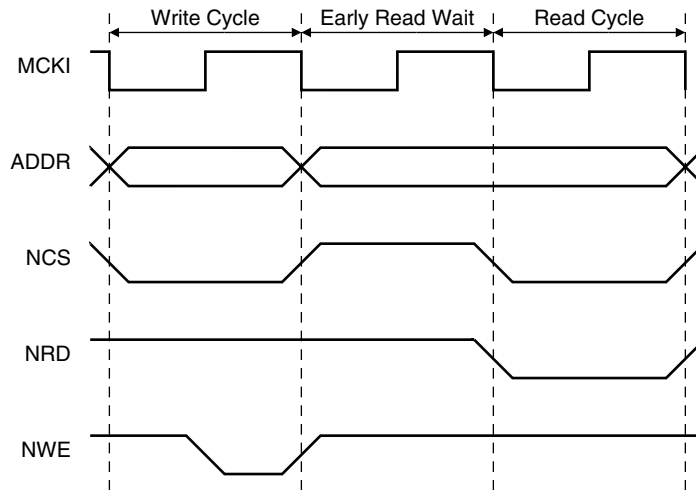 Write Cycle Early Read Wait Read Cycle
MCKI
ADDR
NCS
NRD
NWE